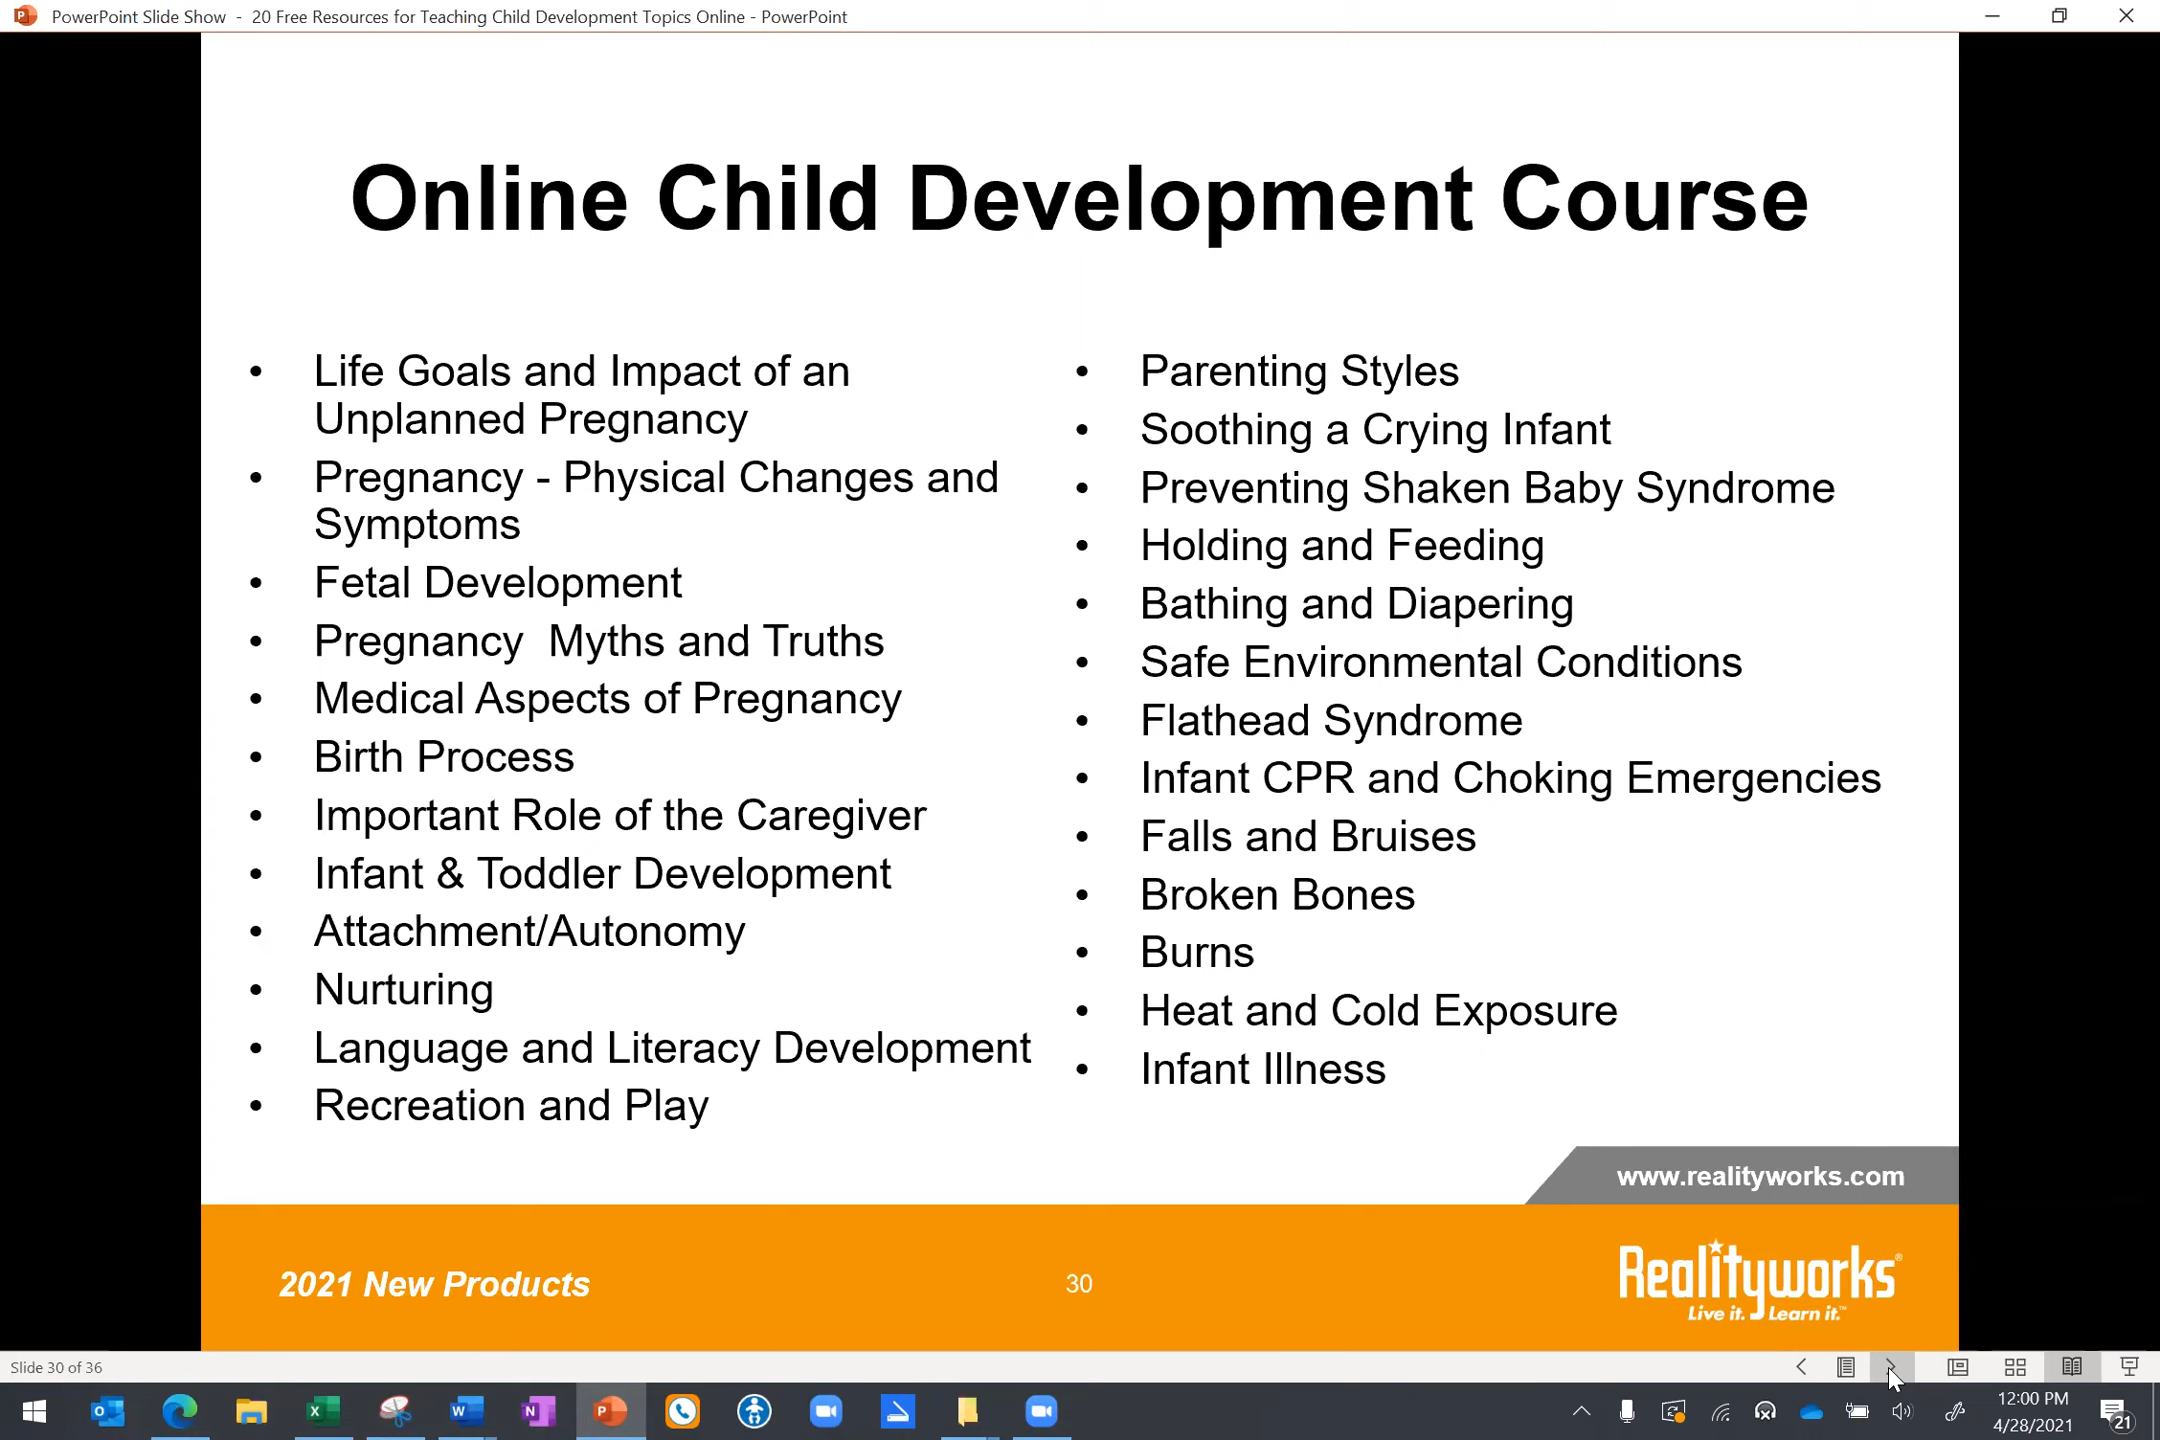 PowerPoint Slide Show - 20 Free Resources for Teaching Child Development Topics Online - PowerPoint
Online Child Development Course
• Life Goals and Impact of an
Unplanned Pregnancy
• Pregnancy - Physical Changes and
Symptoms
• Fetal Development
• Pregnancy  Myths and Truths
• Medical Aspects of Pregnancy
• Birth Process
• Important Role of the Caregiver
• Infant & Toddler Development
• Attachment/Autonomy
• Nurturing
• Language and Literacy Development
• Recreation and Play
• Parenting Styles
• Soothing a Crying Infant
• Preventing Shaken Baby Syndrome
• Holding and Feeding
• Bathing and Diapering
• Safe Environmental Conditions
• Flathead Syndrome
• Infant CPR and Choking Emergencies
• Falls and Bruises
• Broken Bones
• Burns
• Heat and Cold Exposure
• Infant Illness
www.realityworks.com
2021 New Products
30
Realityworks®
Live it. Learn it.™
Slide 30 of 36
12:00 PM
4/28/2021
21